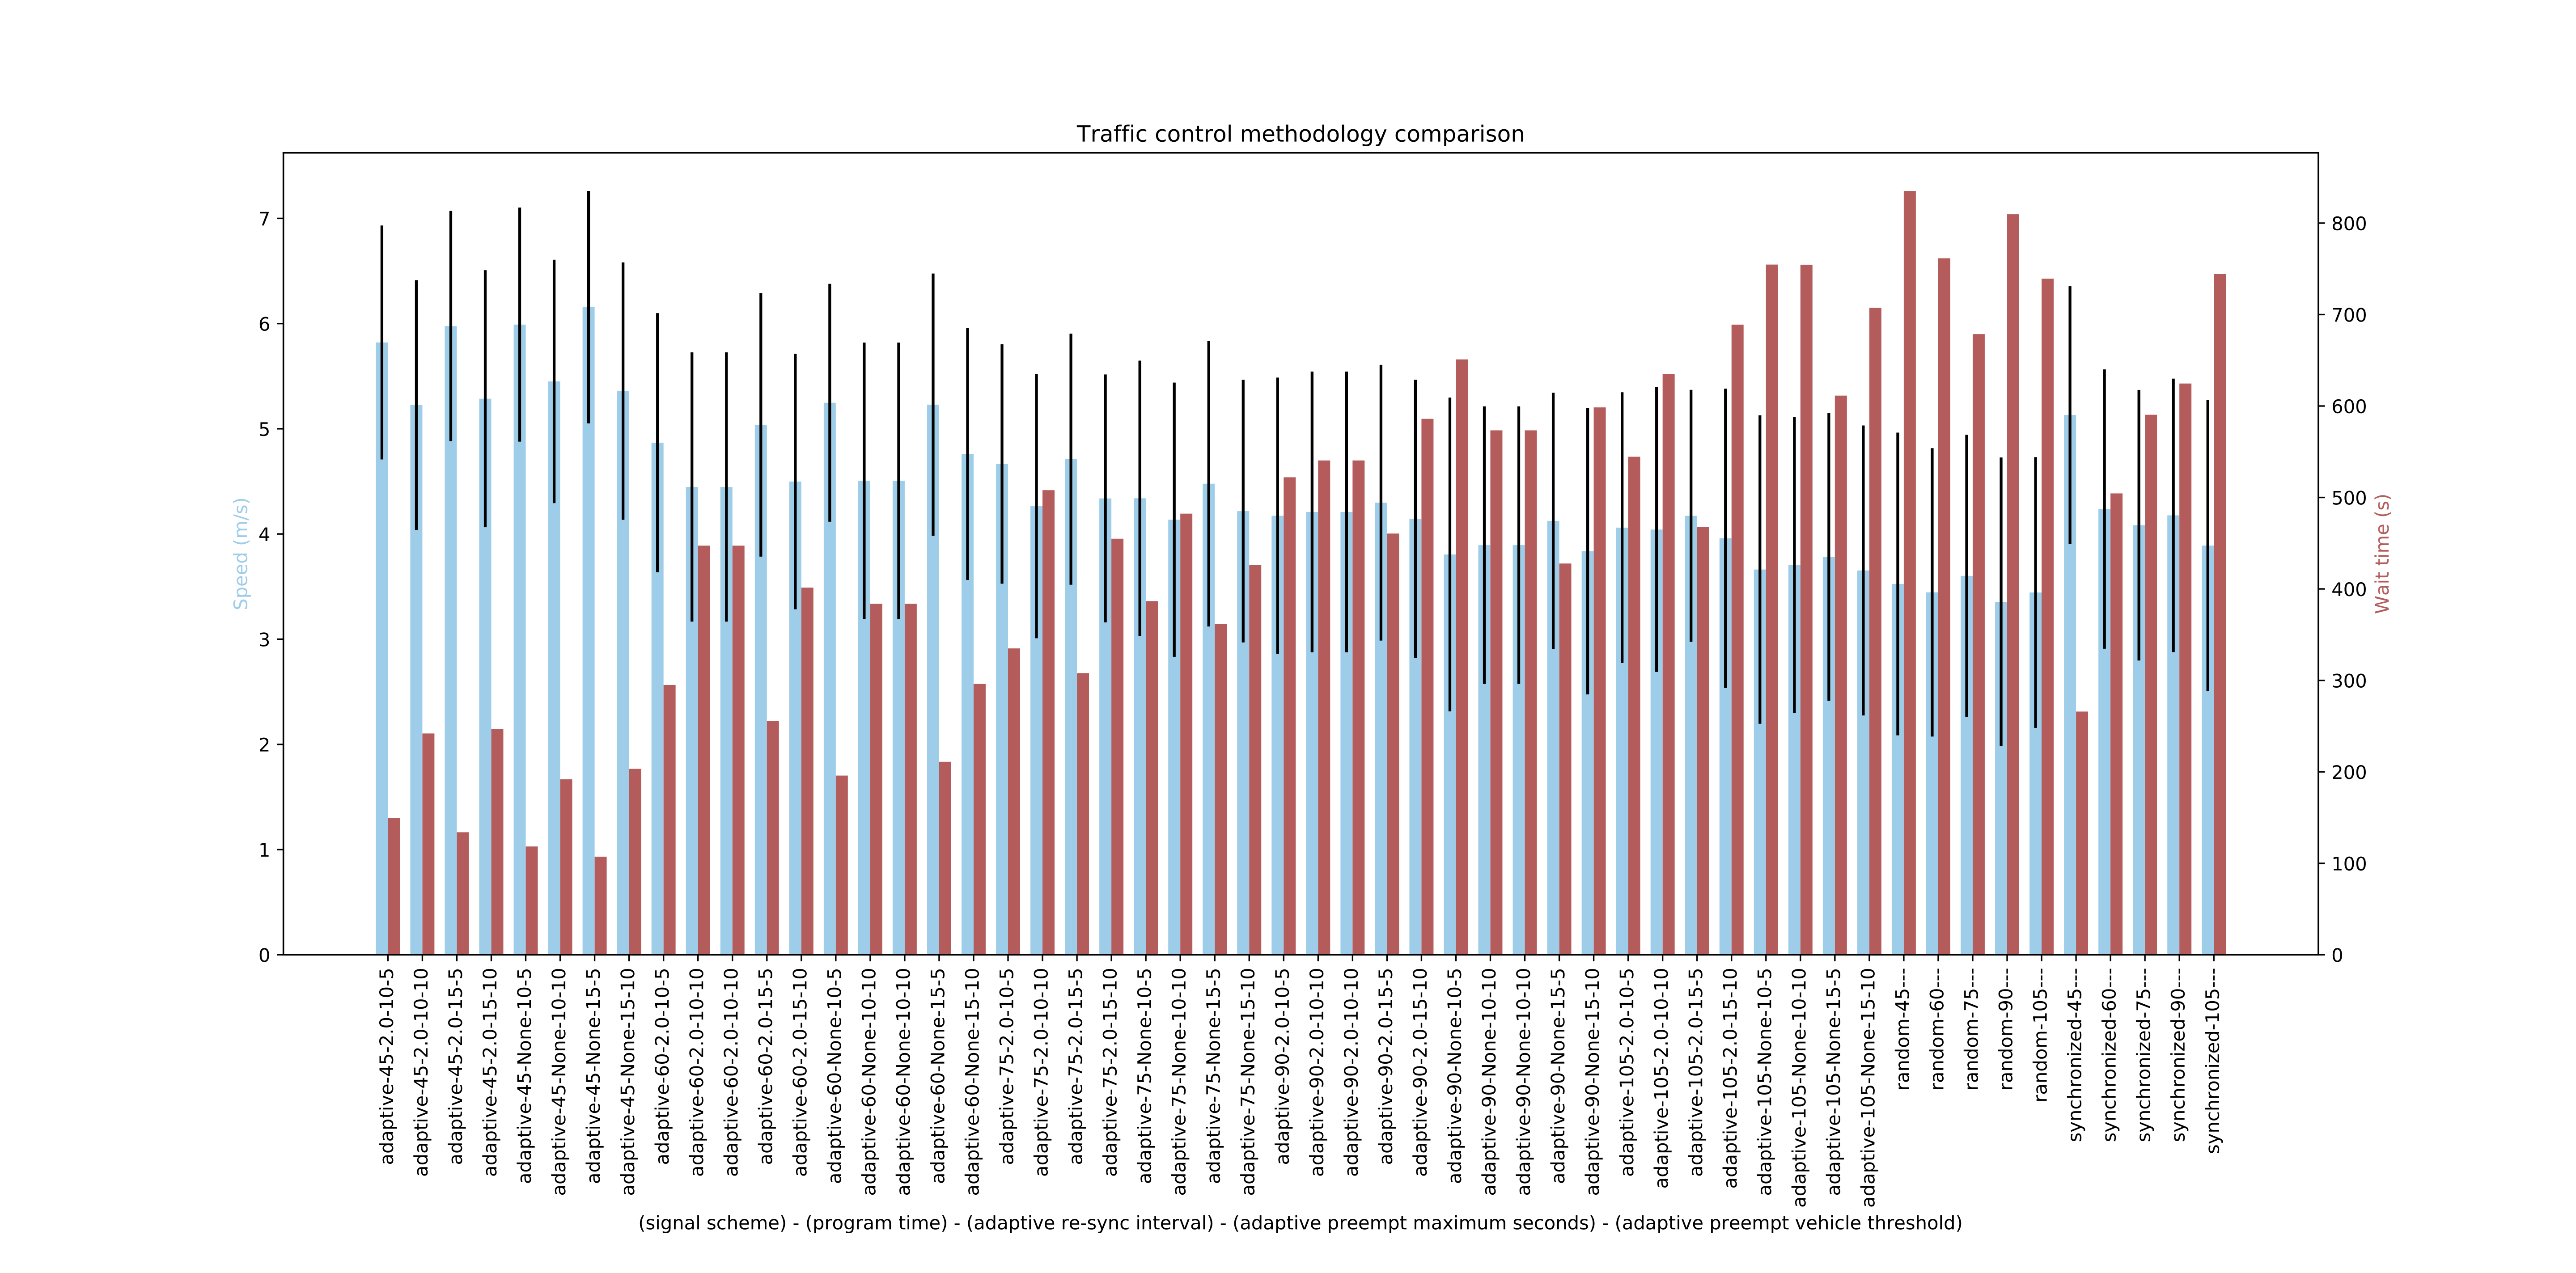 Traffic control methodology comparison
7
6
5
4
3
2
1
0
Speed (m/s)
800
700
600
500
400
300
200
100
0
Wait time (s)
adaptive-45-2.0-10-5
adaptive-45-2.0-10-10
adaptive-45-2.0-15-5
adaptive-45-2.0-15-10
adaptive-45-None-10-5
adaptive-45-None-10-10
adaptive-45-None-15-5
adaptive-45-None-15-10
adaptive-60-2.0-10-5
adaptive-60-2.0-10-10
adaptive-60-2.0-10-10
adaptive-60-2.0-15-5
adaptive-60-2.0-15-10
adaptive-60-None-10-5
adaptive-60-None-10-10
adaptive-60-None-10-10
adaptive-60-None-15-5
adaptive-60-None-15-10
adaptive-75-2.0-10-5
adaptive-75-2.0-10-10
adaptive-75-2.0-15-5
adaptive-75-2.0-15-10
adaptive-75-None-10-5
adaptive-75-None-10-10
adaptive-75-None-15-5
adaptive-75-None-15-10
adaptive-90-2.0-10-5
adaptive-90-2.0-10-10
adaptive-90-2.0-10-10
adaptive-90-2.0-15-5
adaptive-90-2.0-15-10
adaptive-90-None-10-5
adaptive-90-None-10-10
adaptive-90-None-10-10
adaptive-90-None-15-5
adaptive-90-None-15-10
adaptive-105-2.0-10-5
adaptive-105-2.0-10-10
adaptive-105-2.0-15-5
adaptive-105-2.0-15-10
adaptive-105-None-10-5
adaptive-105-None-10-10
adaptive-105-None-15-5
adaptive-105-None-15-10
random-45---
random-60---
random-75---
random-90---
random-105---
synchronized-45---
synchronized-60---
synchronized-75---
synchronized-90---
synchronized-105---
(signal scheme) - (program time) - (adaptive re-sync interval) - (adaptive preempt maximum seconds) - (adaptive preempt vehicle threshold)